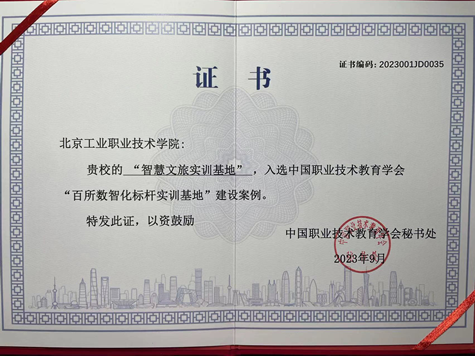 证书编码：2023001JD0035
证书
北京工业职业技术学院：
贵校的“智慧文旅实训基地”，入选中国职业技术教育学会
“百所数智化标杆实训基地”建设案例。
特发此证，以资鼓励
中国职业技术教育学会秘书处
2023年9月